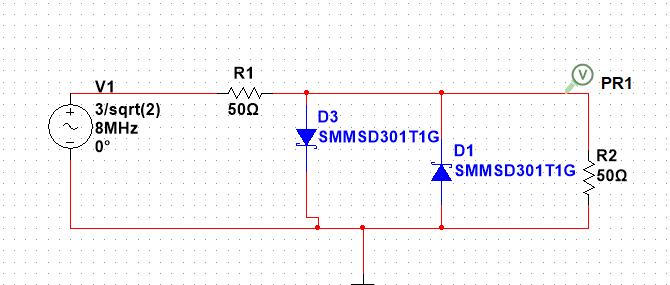 V1
3/sqrt(2)
8MHz
0°
R1
50Ω
D3
SMMSD301T1G
D1
SMMSD301T1G
V
PR1
R2
50Ω